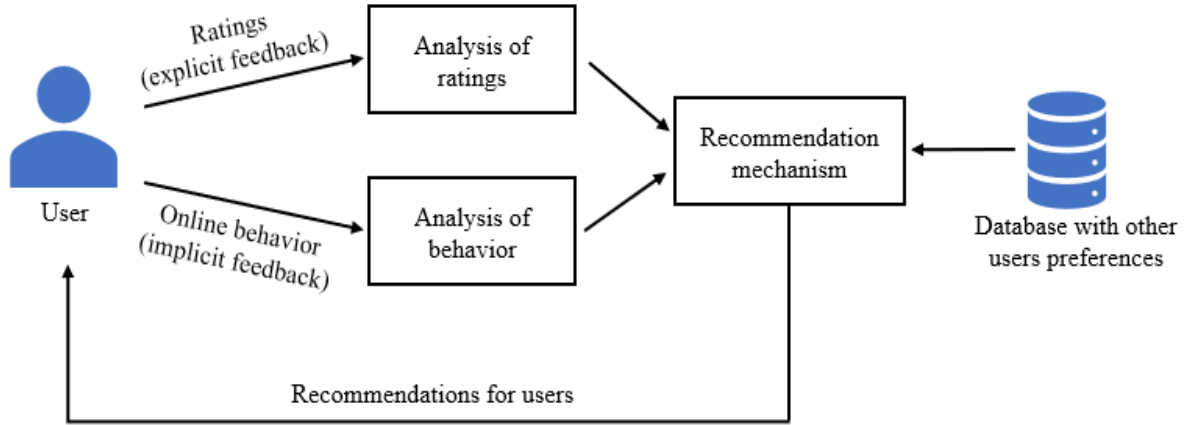 Ratings
(explicit feedback)
Analysis of
ratings
Recommendation
mechanism
User
Online behavior
(implicit feedback)
Analysis of
behavior
Database with other
users preferences
Recommendations for users